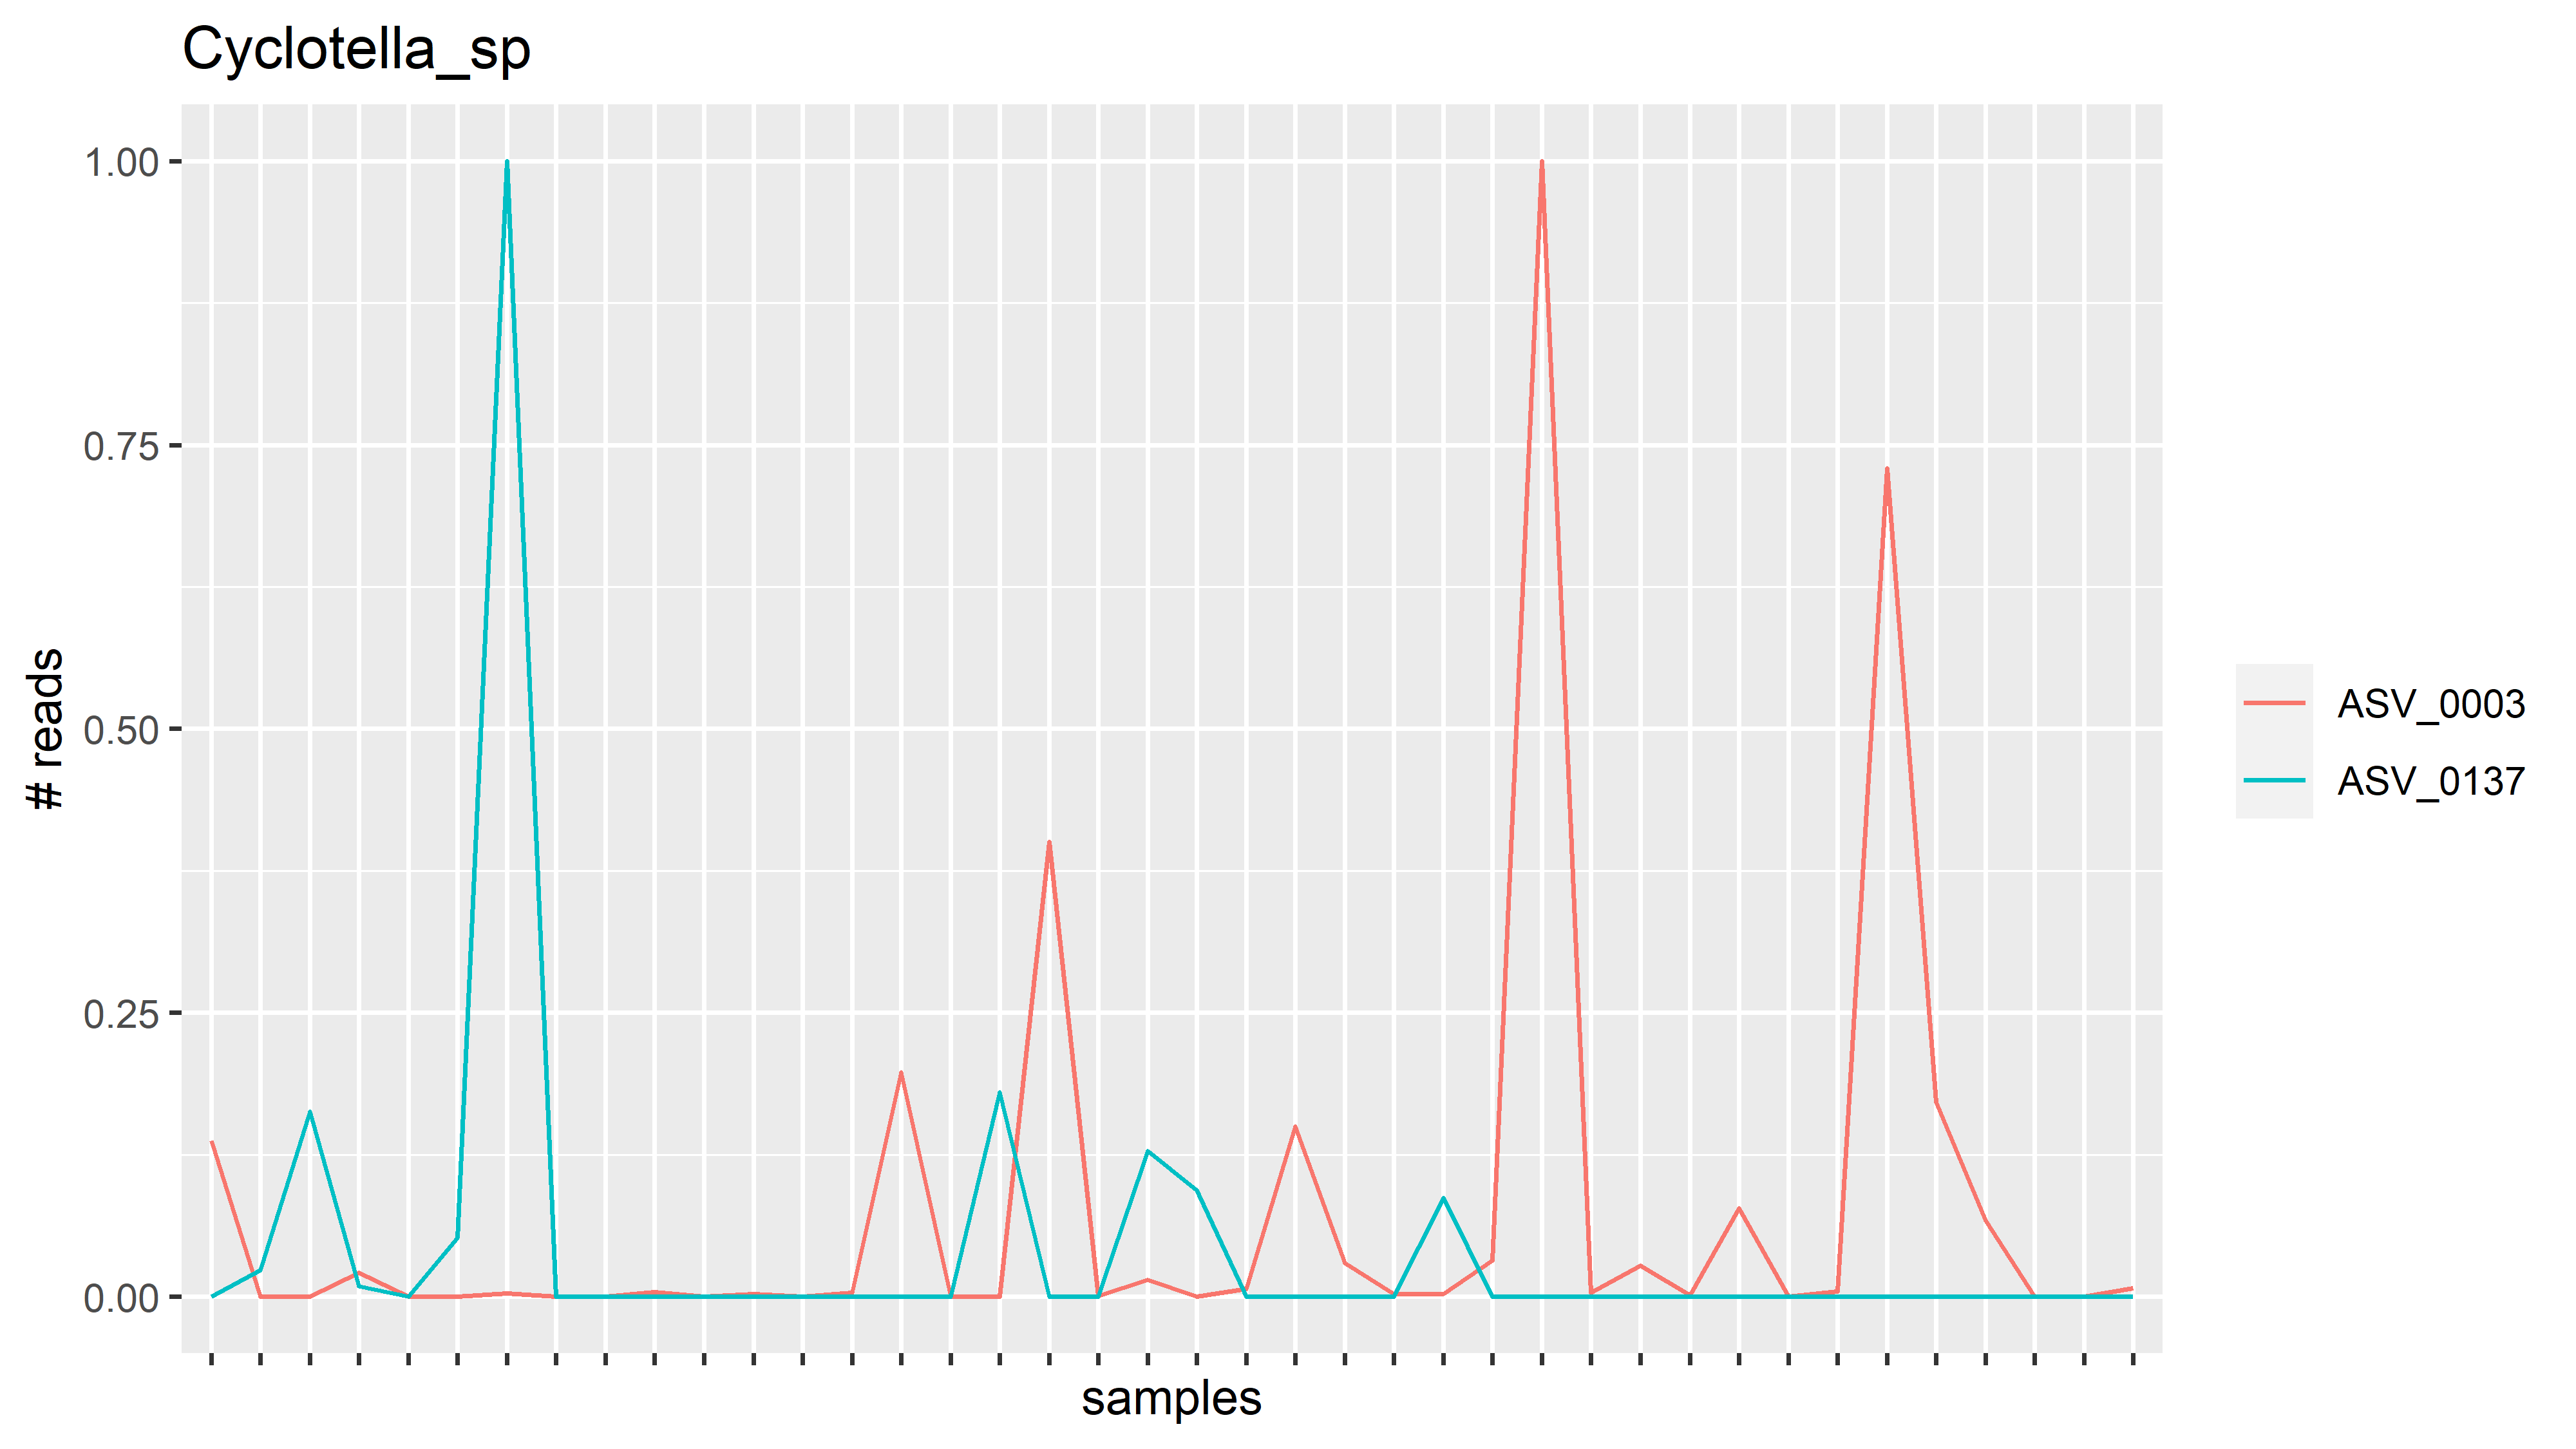 Cyclotella_sp
1.00
0.75
0.50
0.25
0.00
# reads
samples
ASV_0003
ASV_0137